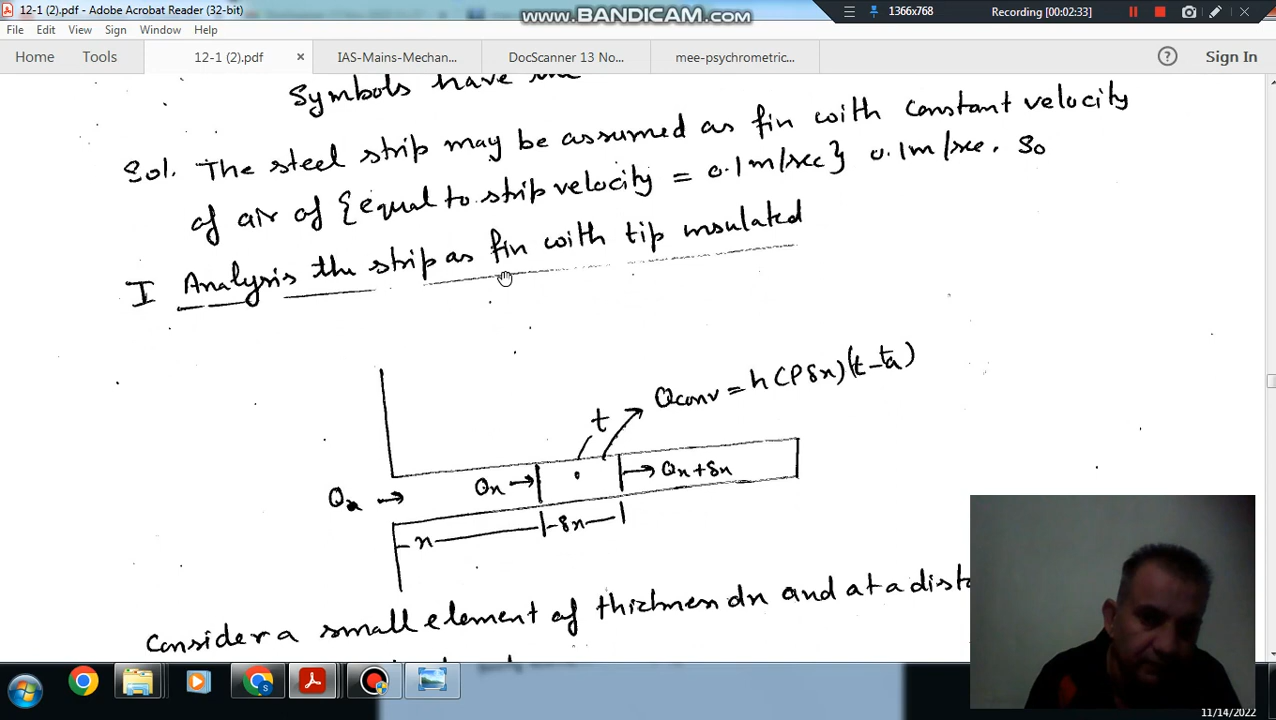 12-1 (2).pdf - Adobe Acrobat Reader (32-bit)
www.BANDICAM.com
1366x768
Recording [00:02:33]
File Edit View Sign Window Help
Home Tools 12-1 (2).pdf × IAS-Mains-Mechan... DocScanner 13 No... mee-psychrometric... ? Sign In
Symbols have
Sol. The steel strip may be assumed as fin with constant velocity
of air of {equal to strip velocity = 0.1m/sec} 0.1m/sec. So
I Analysis the strip as fin with tip insulated
Qconv = h(Pδx)(t-ta)
t
Qx → Qx+δx
Qx →
x δx
Consider a small element of thickness dx and at a
11/14/2022